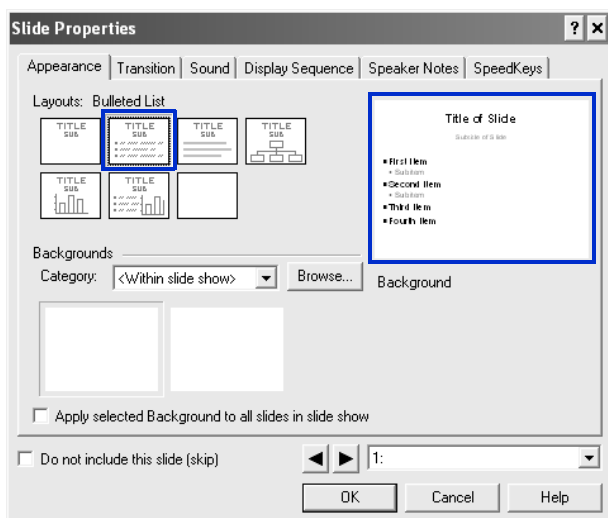 Slide Properties
? ×
Appearance Transition Sound Display Sequence Speaker Notes SpeedKeys
Layouts: Bulleted List
TITLE TITLE TITLE TITLE
SUB SUB SUB SUB
TITLE TITLE
SUB SUB
Title of Slide
Subtitle of Slide
▪First Item
• Subitem
▪Second Item
• Subitem
▪Third Item
▪Fourth Item
Backgrounds
Category: <Within slide show> Browse... Background
Apply selected Background to all slides in slide show
Do not include this slide (skip) 1:
OK Cancel Help